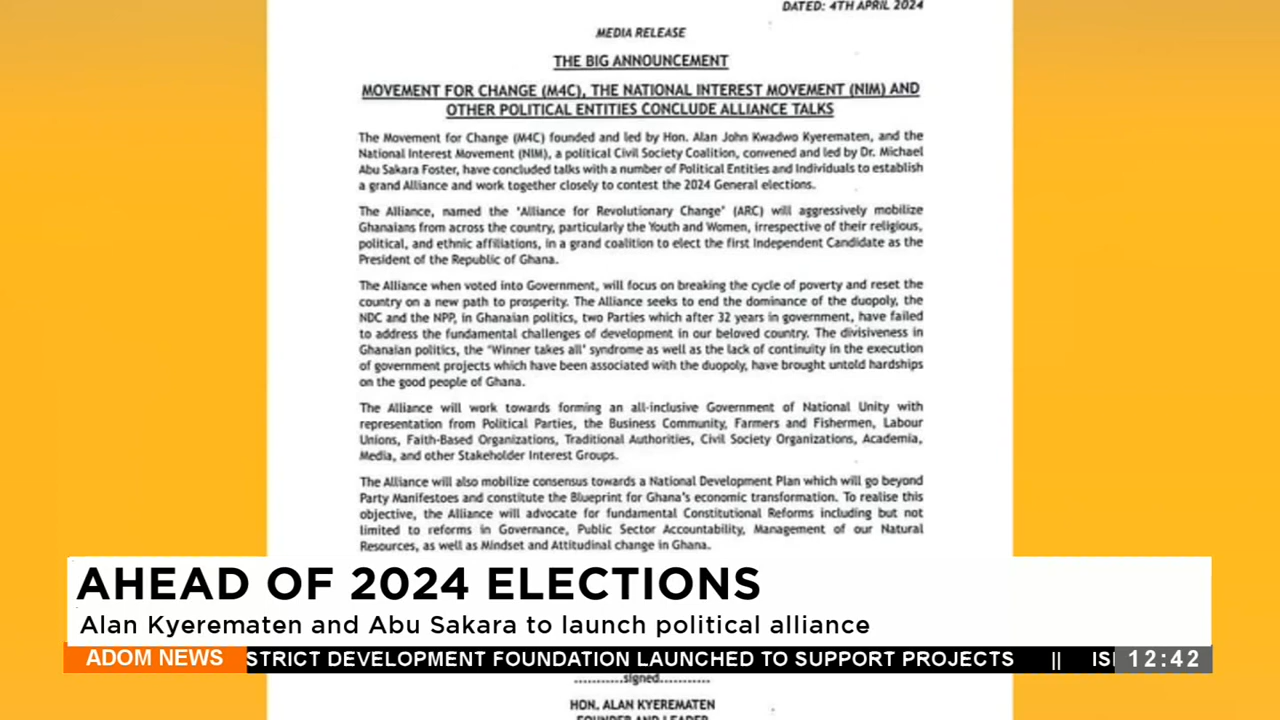 DATED: 4TH APRIL 2024
MEDIA RELEASE
THE BIG ANNOUNCEMENT
MOVEMENT FOR CHANGE (M4C), THE NATIONAL INTEREST MOVEMENT (NIM) AND
OTHER POLITICAL ENTITIES CONCLUDE ALLIANCE TALKS
The Movement for Change (M4C) founded and led by Hon. Alan John Kwadwo Kyerematen, and the
National Interest Movement (NIM), a political Civil Society Coalition, convened and led by Dr. Michael
Abu Sakara Foster, have concluded talks with a number of Political Entities and Individuals to establish
a grand Alliance and work together closely to contest the 2024 General elections.
The Alliance, named the 'Alliance for Revolutionary Change' (ARC) will aggressively mobilize
Ghanaians from across the country, particularly the Youth and Women, irrespective of their religious,
political, and ethnic affiliations, in a grand coalition to elect the first Independent Candidate as the
President of the Republic of Ghana.
The Alliance when voted into Government, will focus on breaking the cycle of poverty and reset the
country on a new path to prosperity. The Alliance seeks to end the dominance of the duopoly, the
NDC and the NPP, in Ghanaian politics, two Parties which after 32 years in government, have failed
to address the fundamental challenges of development in our beloved country. The divisiveness in
Ghanaian politics, the 'Winner takes all' syndrome as well as the lack of continuity in the execution
of government projects which have been associated with the duopoly, have brought untold hardships
on the good people of Ghana.
The Alliance will work towards forming an all-inclusive Government of National Unity with
representation from Political Parties, the Business Community, Farmers and Fishermen, Labour
Unions, Faith-Based Organizations, Traditional Authorities, Civil Society Organizations, Academia,
Media, and other Stakeholder Interest Groups.
The Alliance will also mobilize consensus towards a National Development Plan which will go beyond
Party Manifestoes and constitute the Blueprint for Ghana's economic transformation. To realise this
objective, the Alliance will advocate for fundamental Constitutional Reforms including but not
limited to reforms in Governance, Public Sector Accountability, Management of our Natural
Resources, as well as Mindset and Attitudinal change in Ghana.
AHEAD OF 2024 ELECTIONS
Alan Kyerematen and Abu Sakara to launch political alliance
ADOM NEWS STRICT DEVELOPMENT FOUNDATION LAUNCHED TO SUPPORT PROJECTS || 12:42
...........signed...........
HON. ALAN KYEREMATEN
FOUNDER AND LEADER